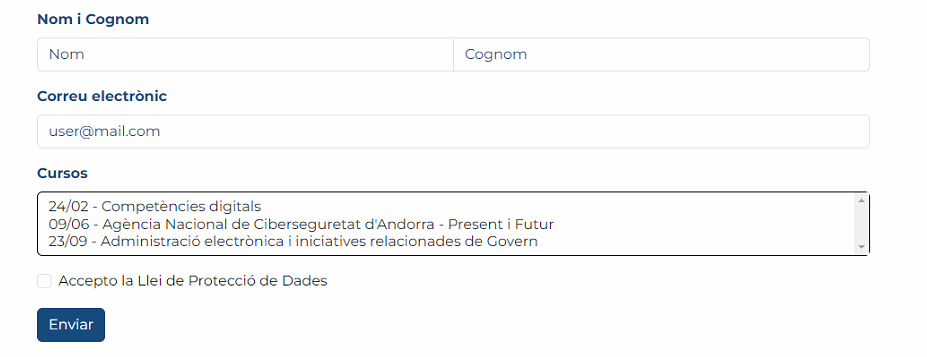 Nom i Cognom
Nom Cognom
Correu electrònic
user@mail.com
Cursos
24/02 - Competències digitals
09/06 - Agència Nacional de Ciberseguretat d'Andorra - Present i Futur
23/09 - Administració electrònica i iniciatives relacionades de Govern
Accepto la Llei de Protecció de Dades
Enviar